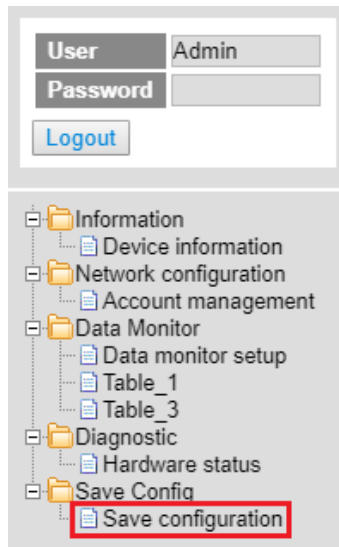 User Admin
Password
Logout
Information
Device information
Network configuration
Account management
Data Monitor
Data monitor setup
Table_1
Table_3
Diagnostic
Hardware status
Save Config
Save configuration